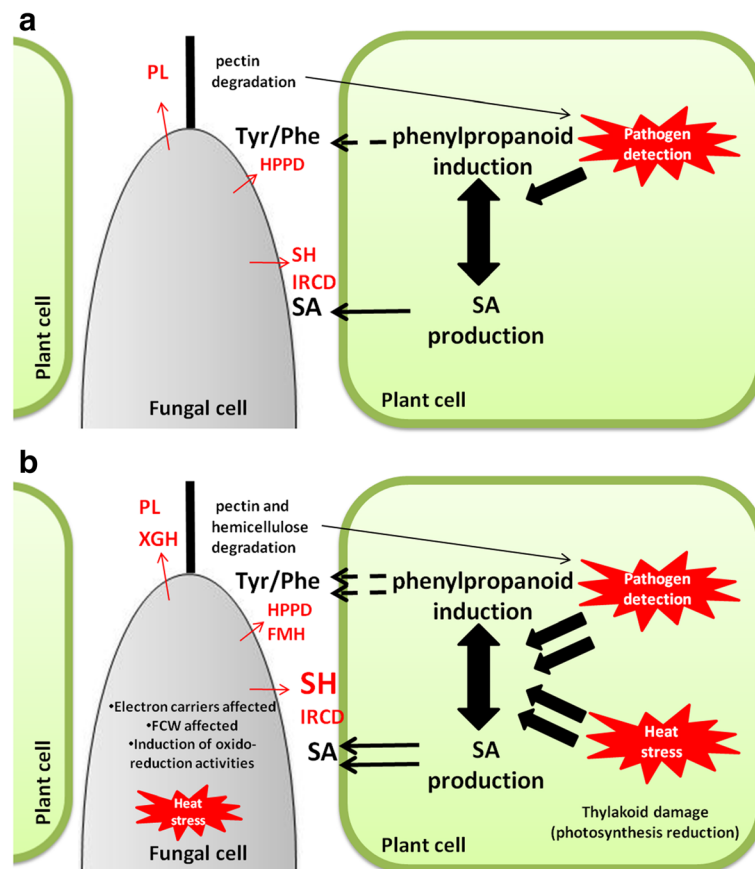 a
PL
pectin
degradation
Tyr/Phe
HPPD
phenylpropanoid
induction
Pathogen
detection
SH
IRCD
SA
SA
production
Plant cell
Fungal cell
Plant cell
b
PL
XGH
pectin and
hemicellulose
degradation
Tyr/Phe
HPPD
FMH
phenylpropanoid
induction
Pathogen
detection
SH
IRCD
•Electron carriers affected
•FCW affected
•Induction of oxido-
reduction activities
SA
SA
production
Heat
stress
Heat
stress
Thylakoid damage
(photosynthesis reduction)
Plant cell
Fungal cell
Plant cell